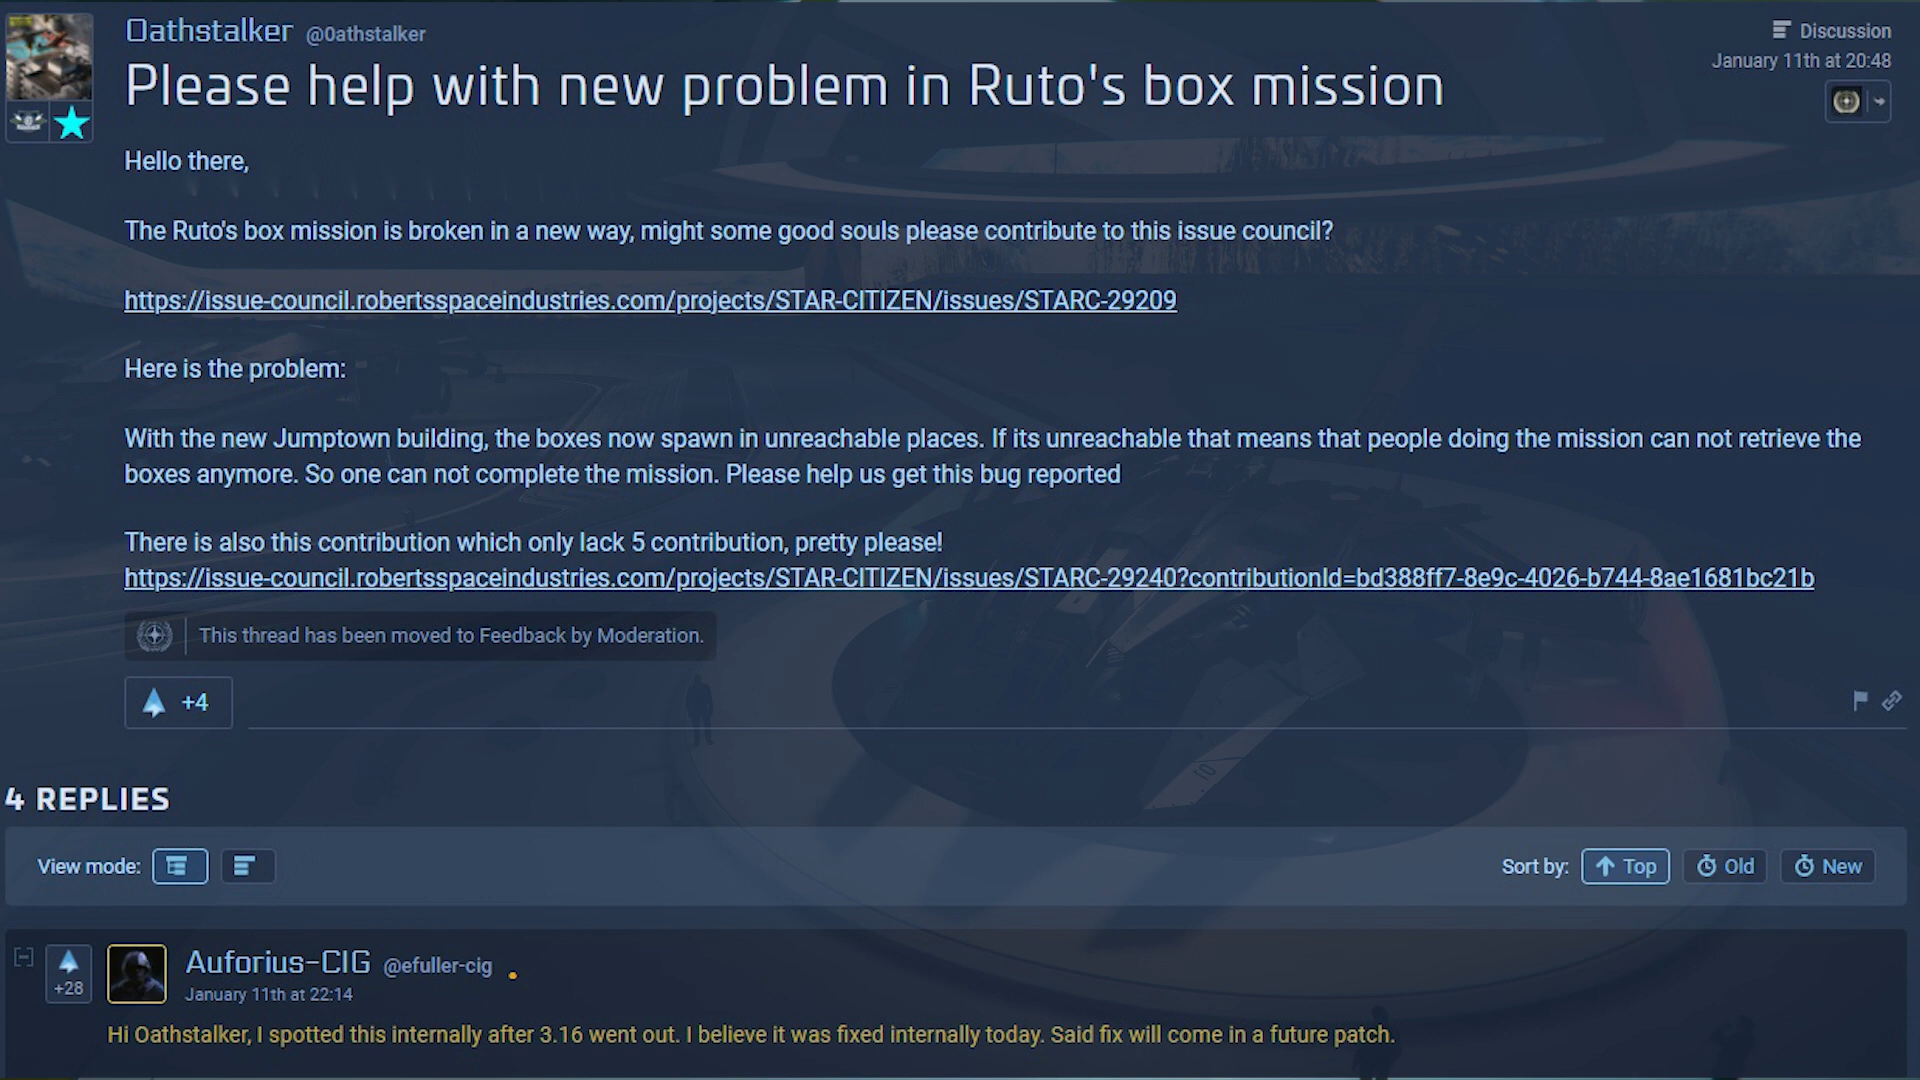 Oathstalker @0athstalker
Discussion
January 11th at 20:48
Please help with new problem in Ruto's box mission
Hello there,
The Ruto's box mission is broken in a new way, might some good souls please contribute to this issue council?
https://issue-council.robertsspaceindustries.com/projects/STAR-CITIZEN/issues/STARC-29209
Here is the problem:
With the new Jumptown building, the boxes now spawn in unreachable places. If its unreachable that means that people doing the mission can not retrieve the
boxes anymore. So one can not complete the mission. Please help us get this bug reported
There is also this contribution which only lack 5 contribution, pretty please!
https://issue-council.robertsspaceindustries.com/projects/STAR-CITIZEN/issues/STARC-29240?contributionId=bd388ff7-8e9c-4026-b744-8ae1681bc21b
This thread has been moved to Feedback by Moderation.
+4
4 REPLIES
View mode:
Sort by: Top Old New
[-] +28
Auforius-CIG @efuller-cig
January 11th at 22:14
Hi Oathstalker, I spotted this internally after 3.16 went out. I believe it was fixed internally today. Said fix will come in a future patch.